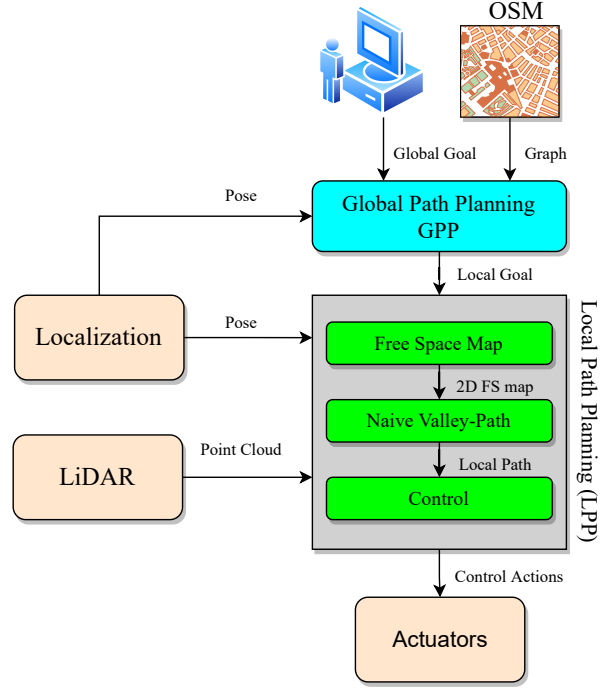 OSM
Global Goal
Graph
Pose
Global Path Planning
GPP
Local Goal
Localization
Pose
Free Space Map
2D FS map
Naive Valley-Path
Local Path
Control
LiDAR
Point Cloud
Local Path Planning (LPP)
Control Actions
Actuators